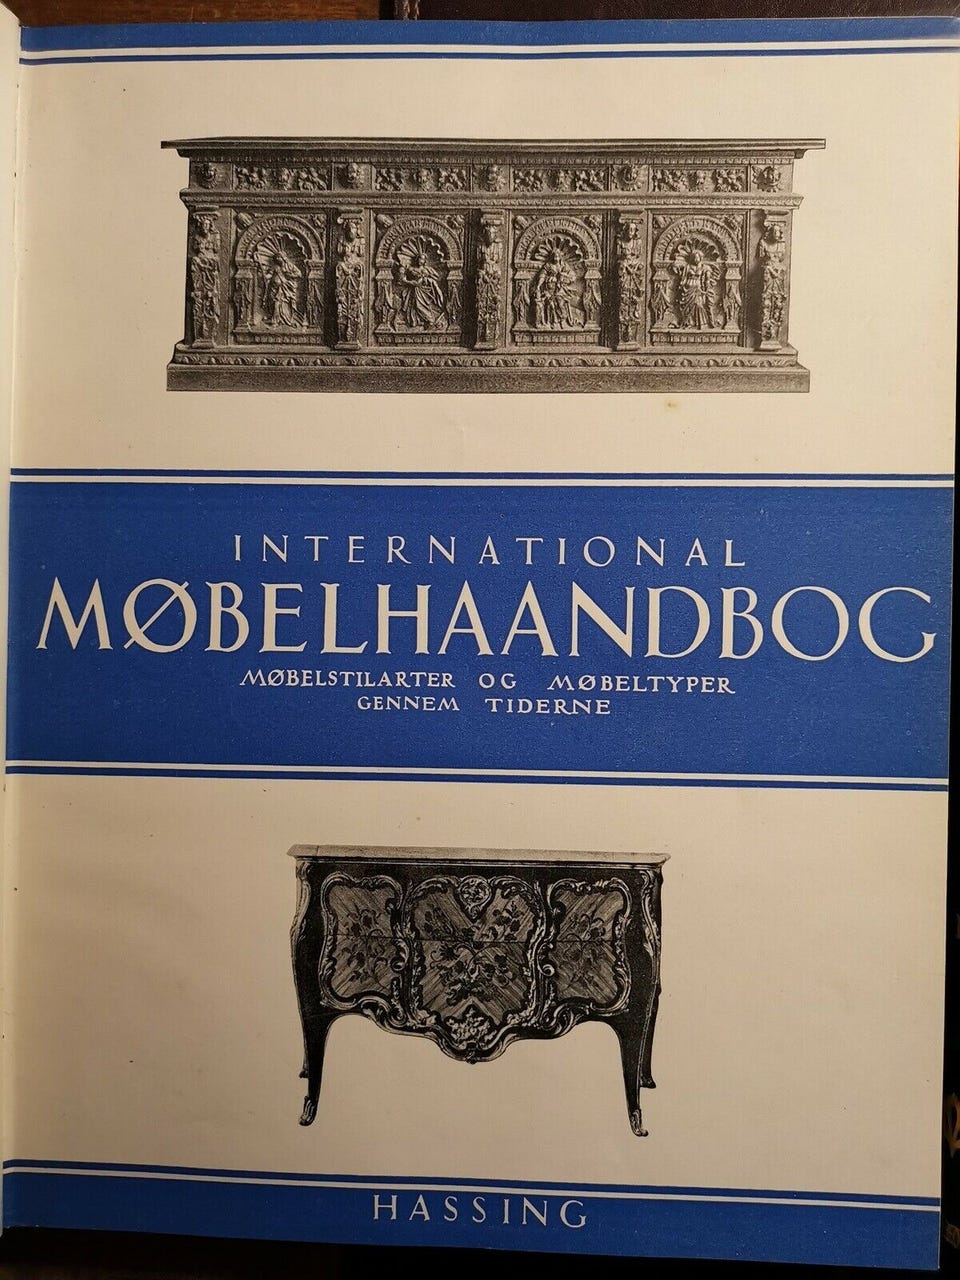 INTERNATIONAL
MØBELHAANDBOG
MØBELSTILARTER OG MØBELTYPER
GENNEM TIDERNE
HASSING